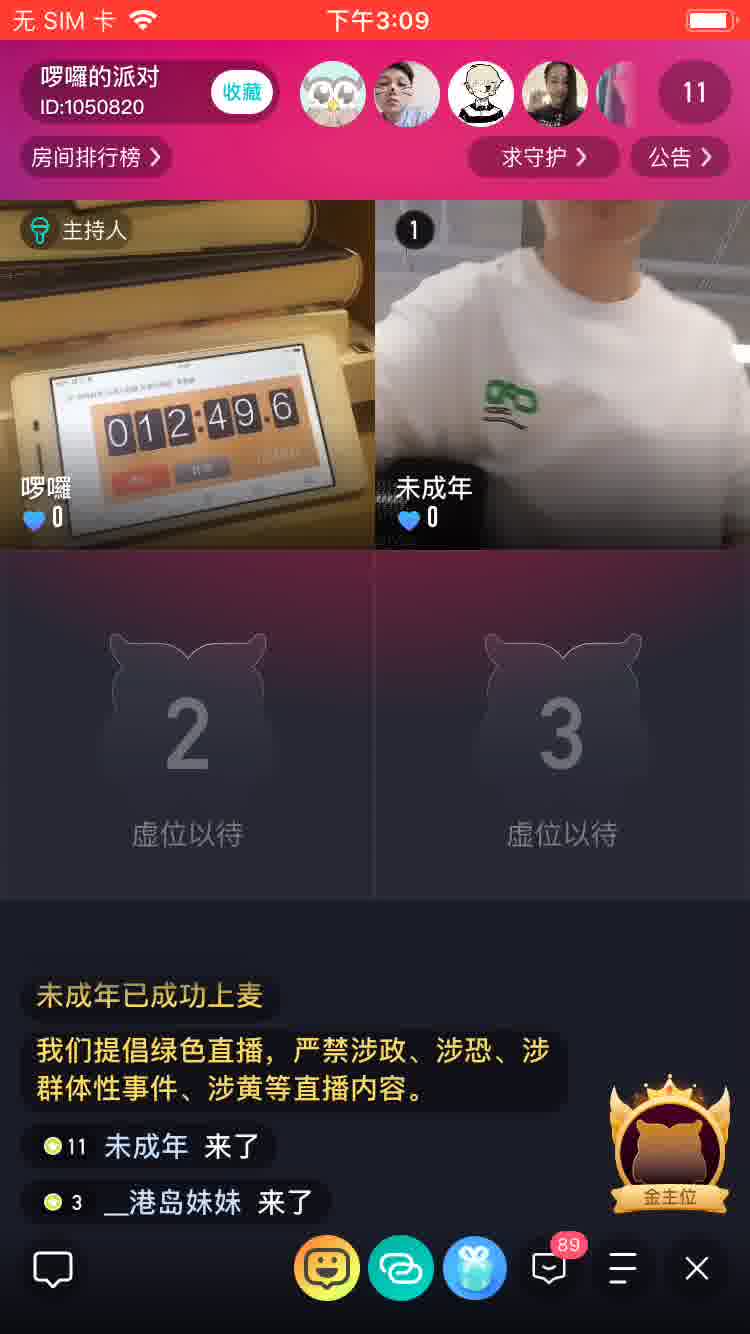 无 SIM 卡
下午3:09
啰囉的派对
ID:1050820
收藏
11
房间排行榜
求守护
公告
主持人
1
012:49.6
啰囉
0
未成年
0
2
虚位以待
3
虚位以待
未成年已成功上麦
我们提倡绿色直播，严禁涉政、涉恐、涉
群体性事件、涉黄等直播内容。
11 未成年 来了
3 __港岛妹妹 来了
金主位
89